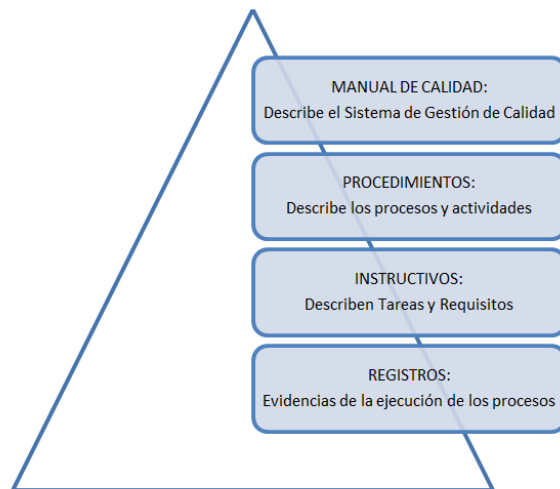 MANUAL DE CALIDAD:
Describe el Sistema de Gestión de Calidad
PROCEDIMIENTOS:
Describe los procesos y actividades
INSTRUCTIVOS:
Describen Tareas y Requisitos
REGISTROS:
Evidencias de la ejecución de los procesos